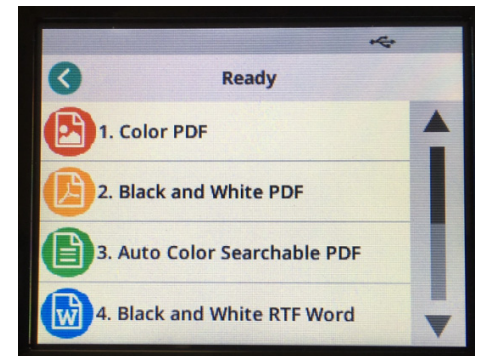 Ready
1. Color PDF
2. Black and White PDF
3. Auto Color Searchable PDF
W 4. Black and White RTF Word